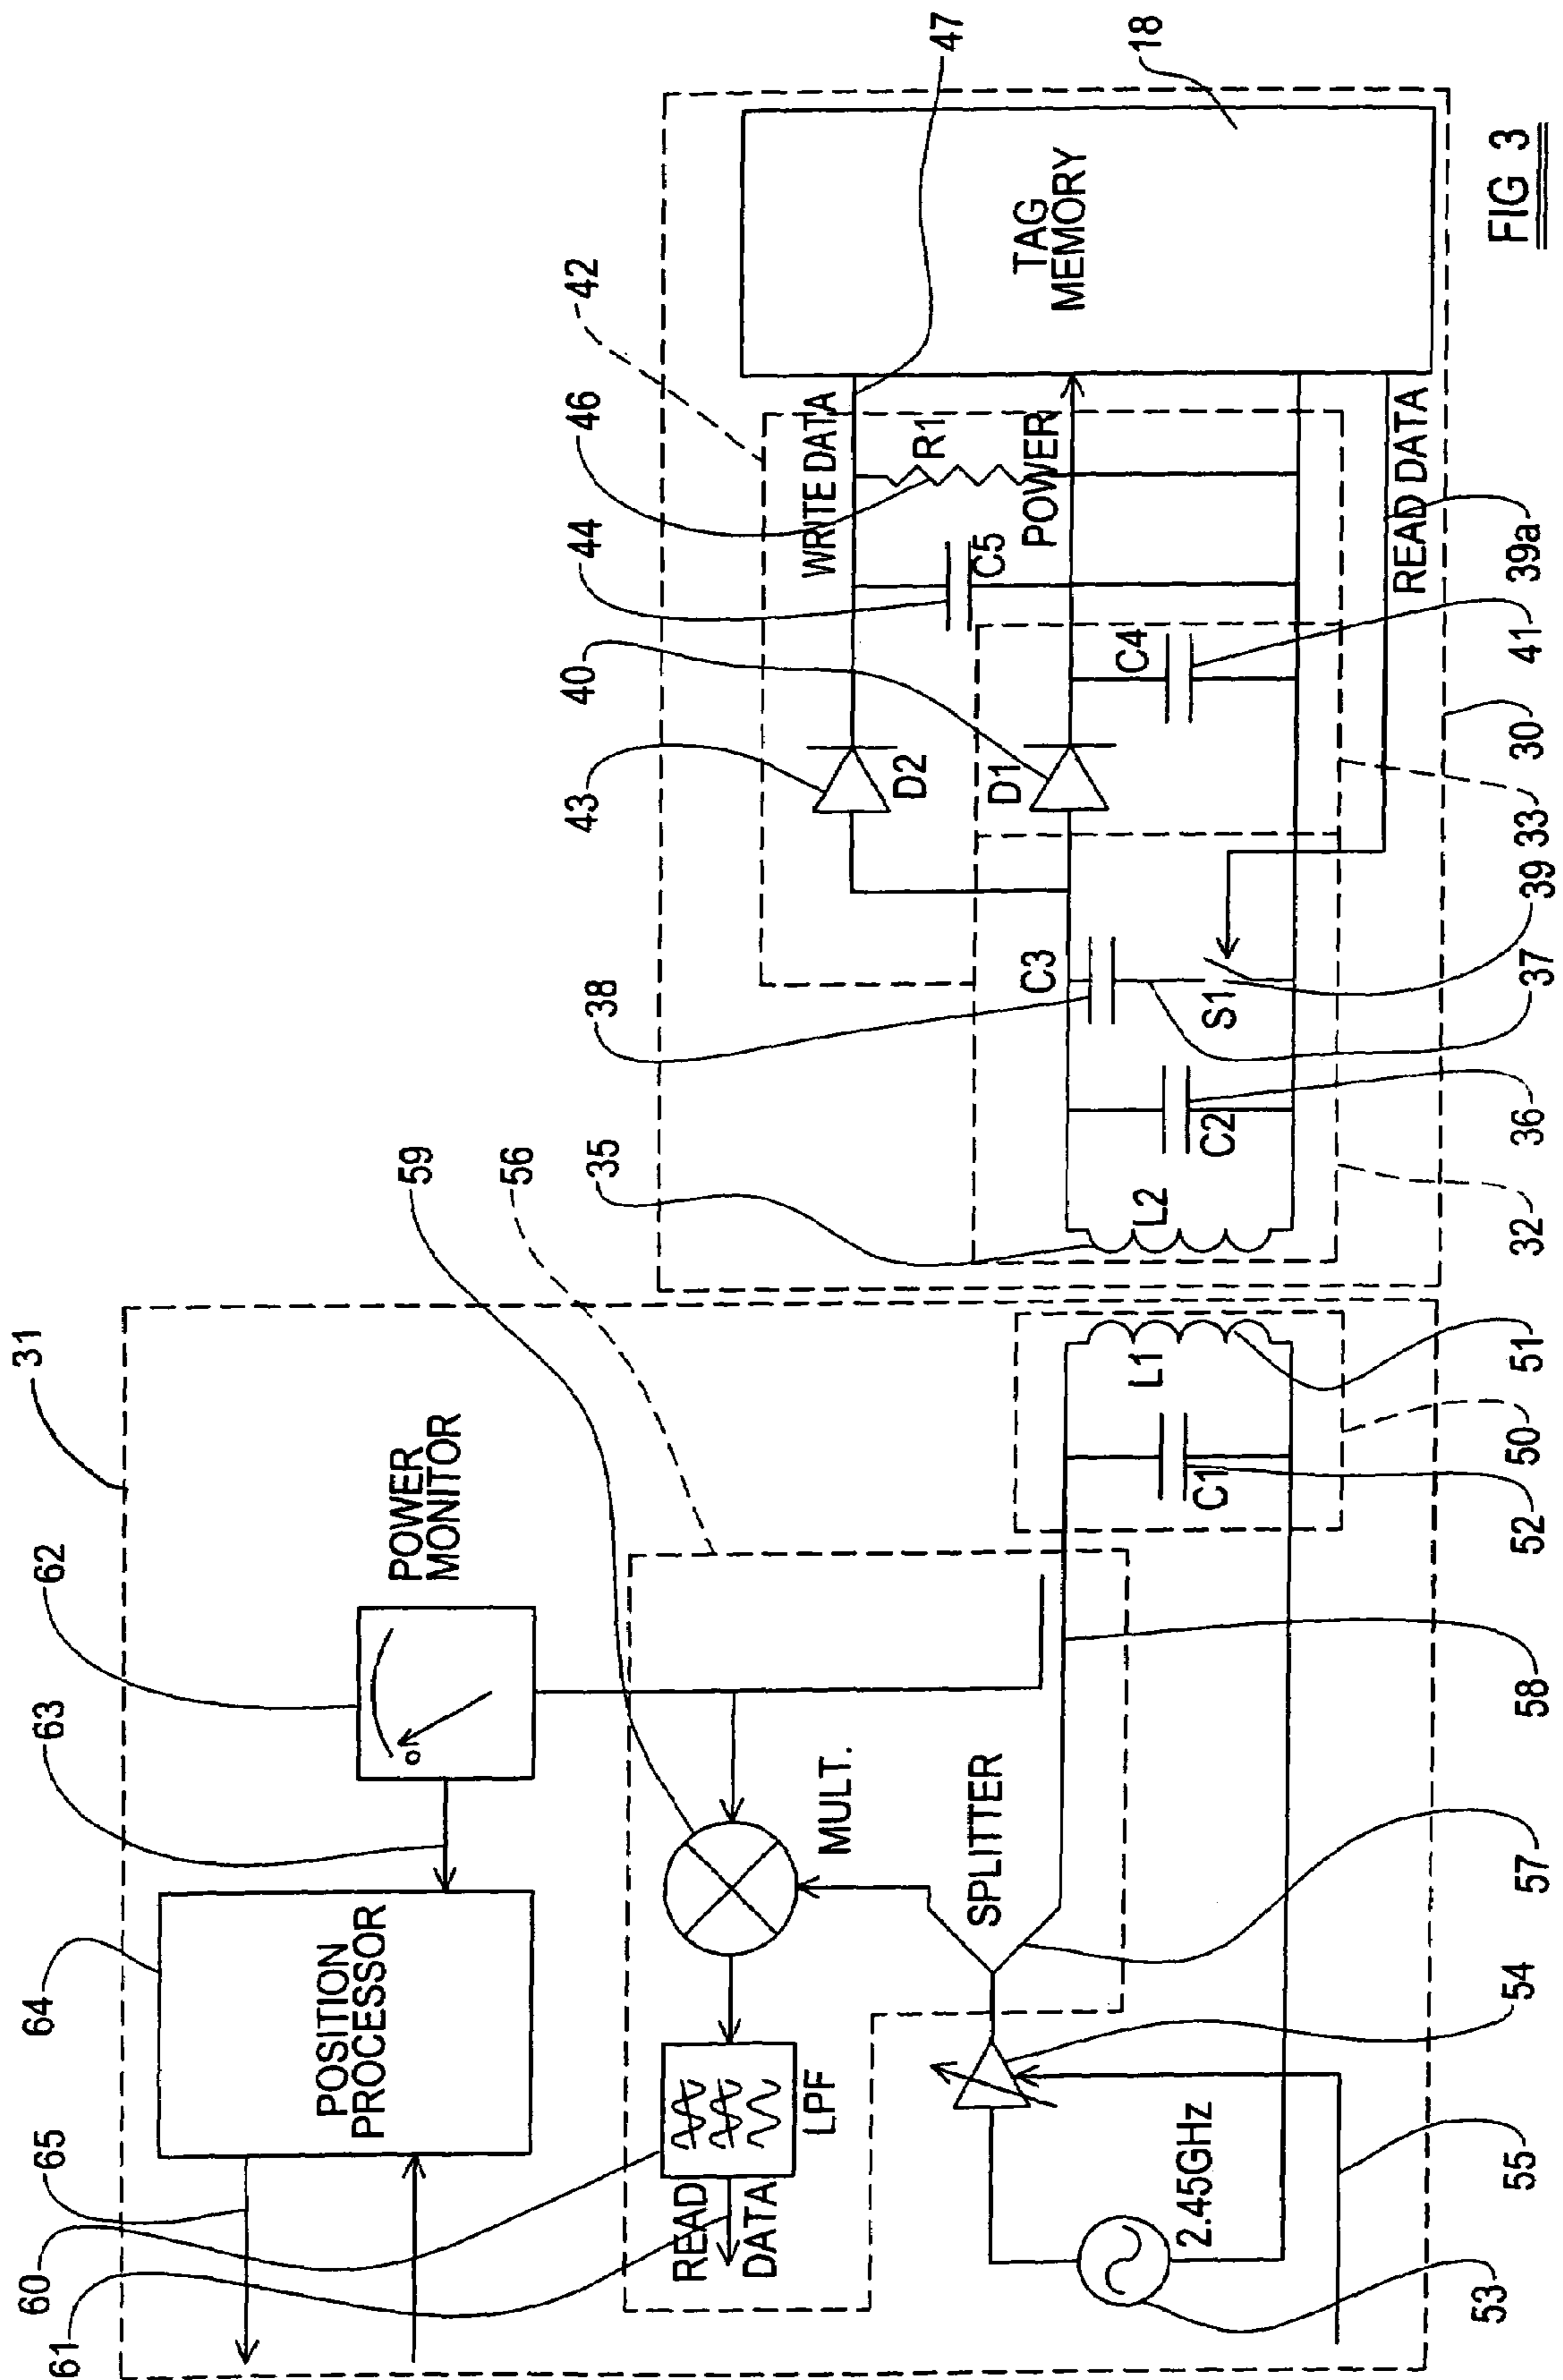 31
62
63
64
65
60
61
59
56
POWER
MONITOR
POSITION
PROCESSOR
MULT.
SPLITTER
LPF
READ
DATA
2.45GHz
L1
C1
53
55
54
57
58
52
50
51
42
46
44
40
43
38
35
47
18
WRITE DATA
R1
C5
POWER
D2
D1
C4
C3
S1
C2
L2
TAG
MEMORY
READ DATA
32
36
37
39
33
30
41
39a
FIG 3